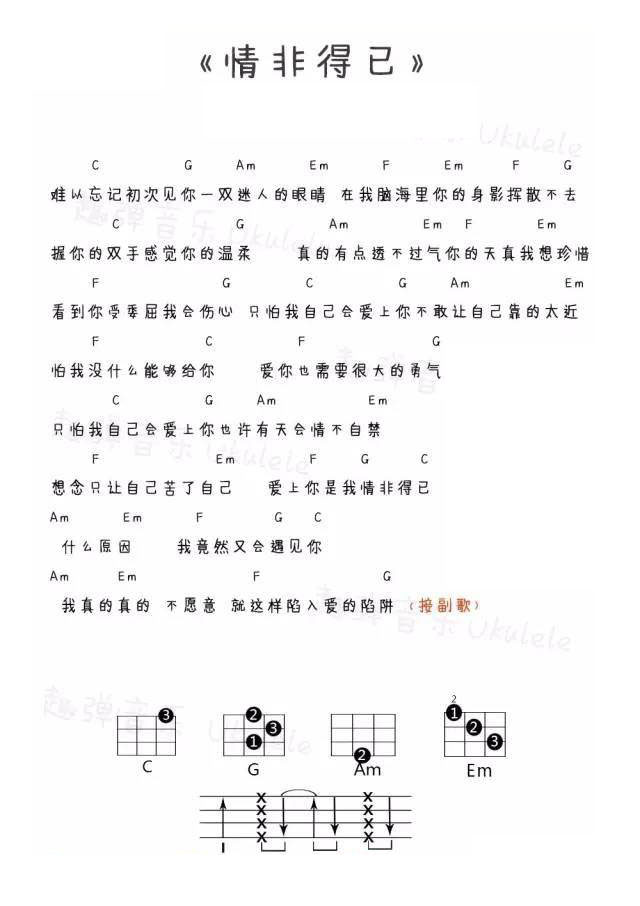 《情非得已》
C G Am Em F Em F G
难以忘记初次见你一双迷人的眼睛 在我脑海里你的身影挥散不去
C G Am Em F Em
握你的双手感觉你的温柔 真的有点透不过气你的天真我想珍惜
F G C G Am Em
看到你受委屈我会伤心 只怕我自己会爱上你不敢让自己靠的太近
F C F G
怕我没什么能够给你 爱你也需要很大的勇气
C G Am Em
只怕我自己会爱上你也许有天会情不自禁
F Em F G C
想念只让自己苦了自己 爱上你是我情非得已
Am Em F G C
什么原因 我竟然又会遇见你
Am Em F G
我真的真的 不愿意 就这样陷入爱的陷阱 (接副歌)
趣弹音乐 Ukulele
3 2 3 1 2 2 1 2 3
C G Am Em